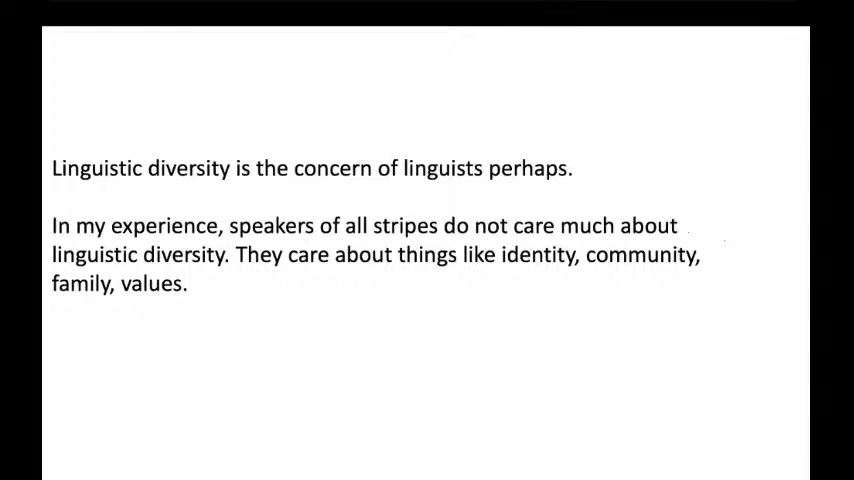 Linguistic diversity is the concern of linguists perhaps.
In my experience, speakers of all stripes do not care much about
linguistic diversity. They care about things like identity, community,
family, values.